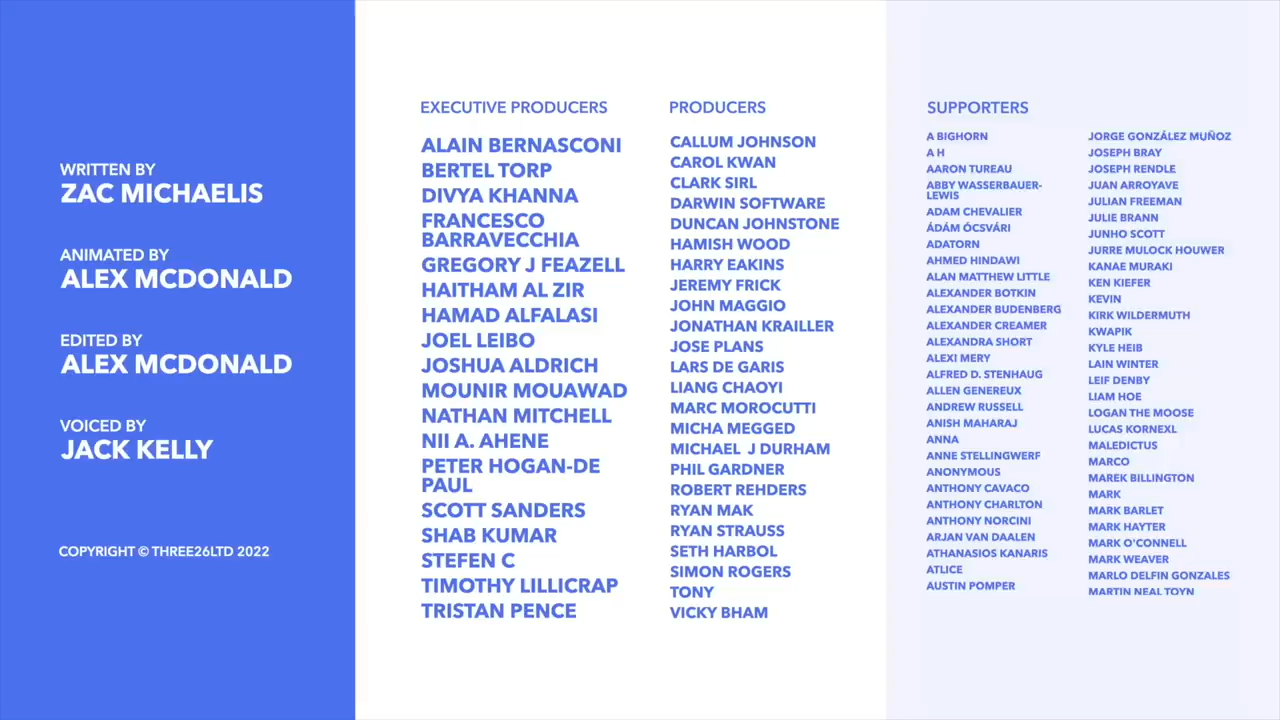 WRITTEN BY
ZAC MICHAELIS
ANIMATED BY
ALEX MCDONALD
EDITED BY
ALEX MCDONALD
VOICED BY
JACK KELLY
COPYRIGHT © THREE26LTD 2022
EXECUTIVE PRODUCERS
ALAIN BERNASCONI
BERTEL TORP
DIVYA KHANNA
FRANCESCO
BARRAVECCHIA
GREGORY J FEAZELL
HAITHAM AL ZIR
HAMAD ALFALASI
JOEL LEIBO
JOSHUA ALDRICH
MOUNIR MOUAWAD
NATHAN MITCHELL
NII A. AHENE
PETER HOGAN-DE
PAUL
SCOTT SANDERS
SHAB KUMAR
STEFEN C
TIMOTHY LILLICRAP
TRISTAN PENCE
PRODUCERS
CALLUM JOHNSON
CAROL KWAN
CLARK SIRL
DARWIN SOFTWARE
DUNCAN JOHNSTONE
HAMISH WOOD
HARRY EAKINS
JEREMY FRICK
JOHN MAGGIO
JONATHAN KRAILLER
JOSE PLANS
LARS DE GARIS
LIANG CHAOYI
MARC MOROCUTTI
MICHA MEGGED
MICHAEL  J DURHAM
PHIL GARDNER
ROBERT REHDERS
RYAN MAK
RYAN STRAUSS
SETH HARBOL
SIMON ROGERS
TONY
VICKY BHAM
SUPPORTERS
A BIGHORN
A H
AARON TUREAU
ABBY WASSERBAUER-
LEWIS
ADAM CHEVALIER
ÁDÁM ÓCSVÁRI
ADATORN
AHMED HINDAWI
ALAN MATTHEW LITTLE
ALEXANDER BOTKIN
ALEXANDER BUDENBERG
ALEXANDER CREAMER
ALEXANDRA SHORT
ALEXI MERY
ALFRED D. STENHAUG
ALLEN GENEREUX
ANDREW RUSSELL
ANISH MAHARAJ
ANNA
ANNE STELLINGWERF
ANONYMOUS
ANTHONY CAVACO
ANTHONY CHARLTON
ANTHONY NORCINI
ARJAN VAN DAALEN
ATHANASIOS KANARIS
ATLICE
AUSTIN POMPER
JORGE GONZÁLEZ MUÑOZ
JOSEPH BRAY
JOSEPH RENDLE
JUAN ARROYAVE
JULIAN FREEMAN
JULIE BRANN
JUNHO SCOTT
JURRE MULOCK HOUWER
KANAE MURAKI
KEN KIEFER
KEVIN
KIRK WILDERMUTH
KWAPIK
KYLE HEIB
LAIN WINTER
LEIF DENBY
LIAM HOE
LOGAN THE MOOSE
LUCAS KORNEXL
MALEDICTUS
MARCO
MAREK BILLINGTON
MARK
MARK BARLET
MARK HAYTER
MARK O'CONNELL
MARK WEAVER
MARLO DELFIN GONZALES
MARTIN NEAL TOYN